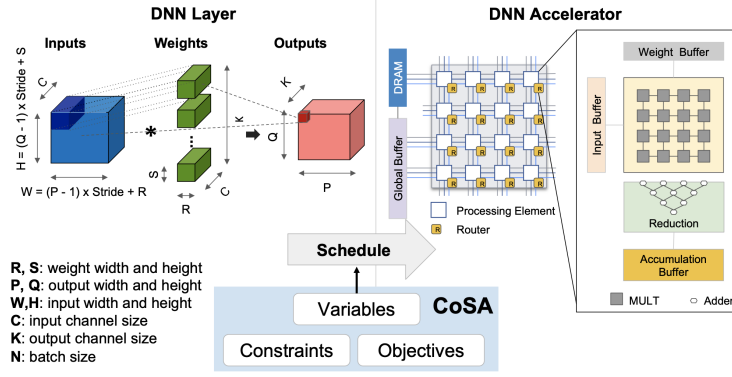 DNN Layer
DNN Accelerator
Inputs
Weights
Outputs
C
H = (Q - 1) x Stride + S
W = (P - 1) x Stride + R
*
...
R
K
S
R
C
K
Q
P
DRAM
Global Buffer
R R R R
R R R R
R R R R
R R R R
Processing Element
R Router
Weight Buffer
Input Buffer
Reduction
Accumulation
Buffer
MULT
Adder
Schedule
R, S: weight width and height
P, Q: output width and height
W,H: input width and height
C: input channel size
K: output channel size
N: batch size
CoSA
Variables
Constraints
Objectives